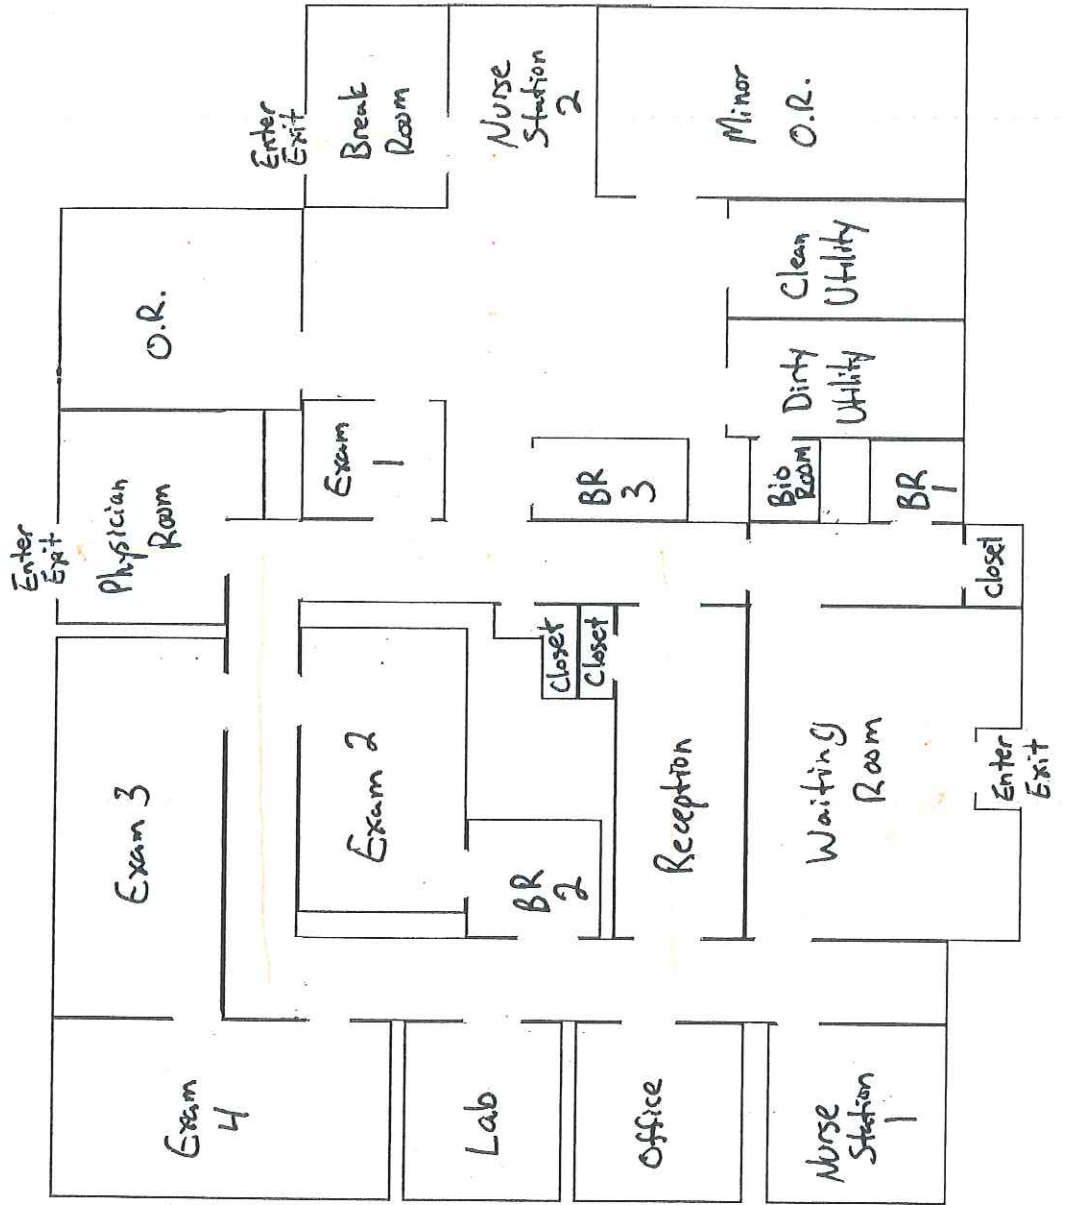 Enter
Exit
Exam
4
Exam 3
Physician
Room
O.R.
Enter
Exit
Exam 2
Exam
1
Break
Room
Lab
BR
2
Closet
Closet
BR
3
Nurse
Station
2
Office
Reception
Minor
O.R.
Nurse
Station
1
Waiting
Room
Bio
Room
BR
1
Dirty
Utility
Clean
Utility
Closet
Enter
Exit